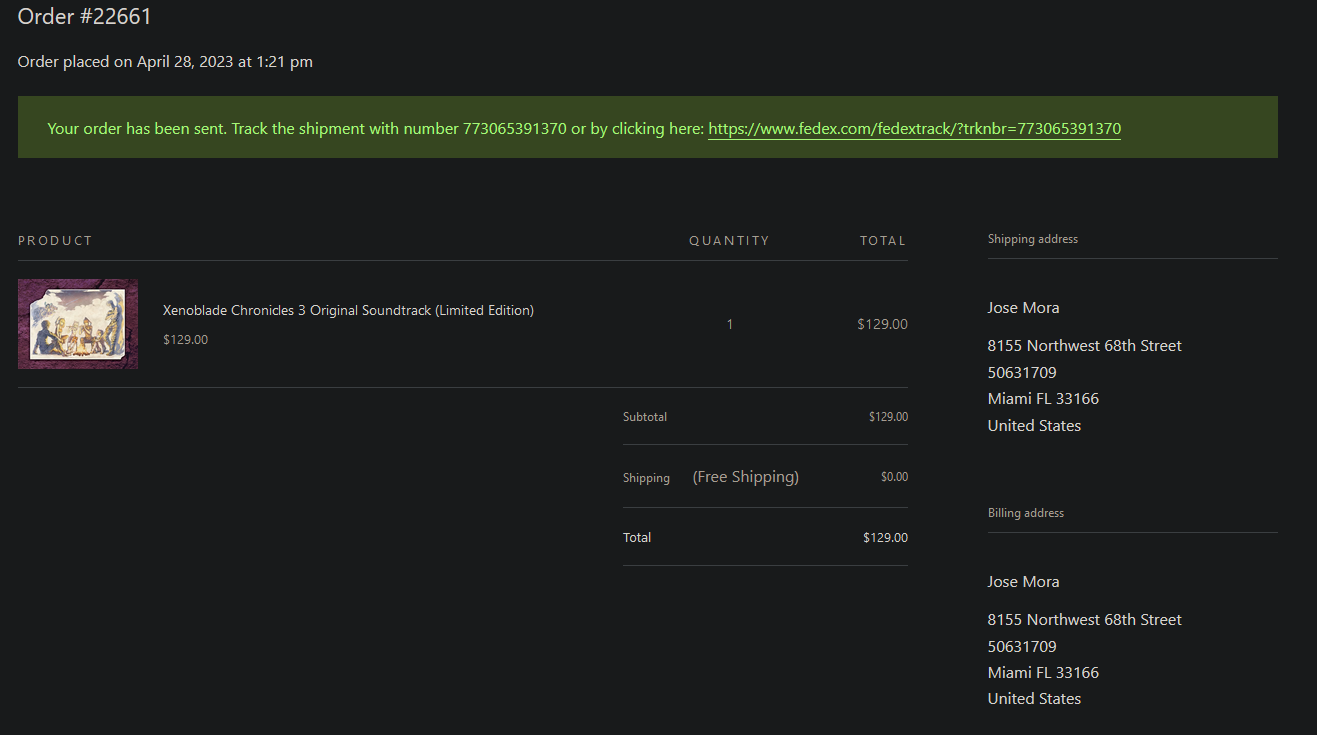 Order #22661
Order placed on April 28, 2023 at 1:21 pm
Your order has been sent. Track the shipment with number 773065391370 or by clicking here: https://www.fedex.com/fedextrack/?trknbr=773065391370
PRODUCT QUANTITY TOTAL
Xenoblade Chronicles 3 Original Soundtrack (Limited Edition)
$129.00
1
$129.00
Subtotal $129.00
Shipping (Free Shipping) $0.00
Total $129.00
Shipping address
Jose Mora
8155 Northwest 68th Street
50631709
Miami FL 33166
United States
Billing address
Jose Mora
8155 Northwest 68th Street
50631709
Miami FL 33166
United States